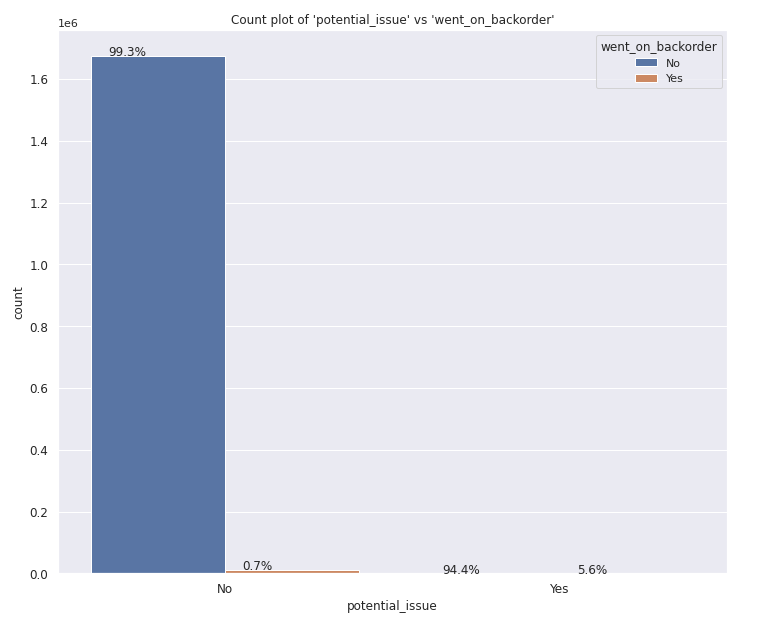 Count plot of 'potential_issue' vs 'went_on_backorder'
1e6
went_on_backorder
No
Yes
99.3%
1.6
1.4
1.2
1.0
0.8
0.6
0.4
0.2
0.0
count
0.7%
94.4%
5.6%
No
Yes
potential_issue